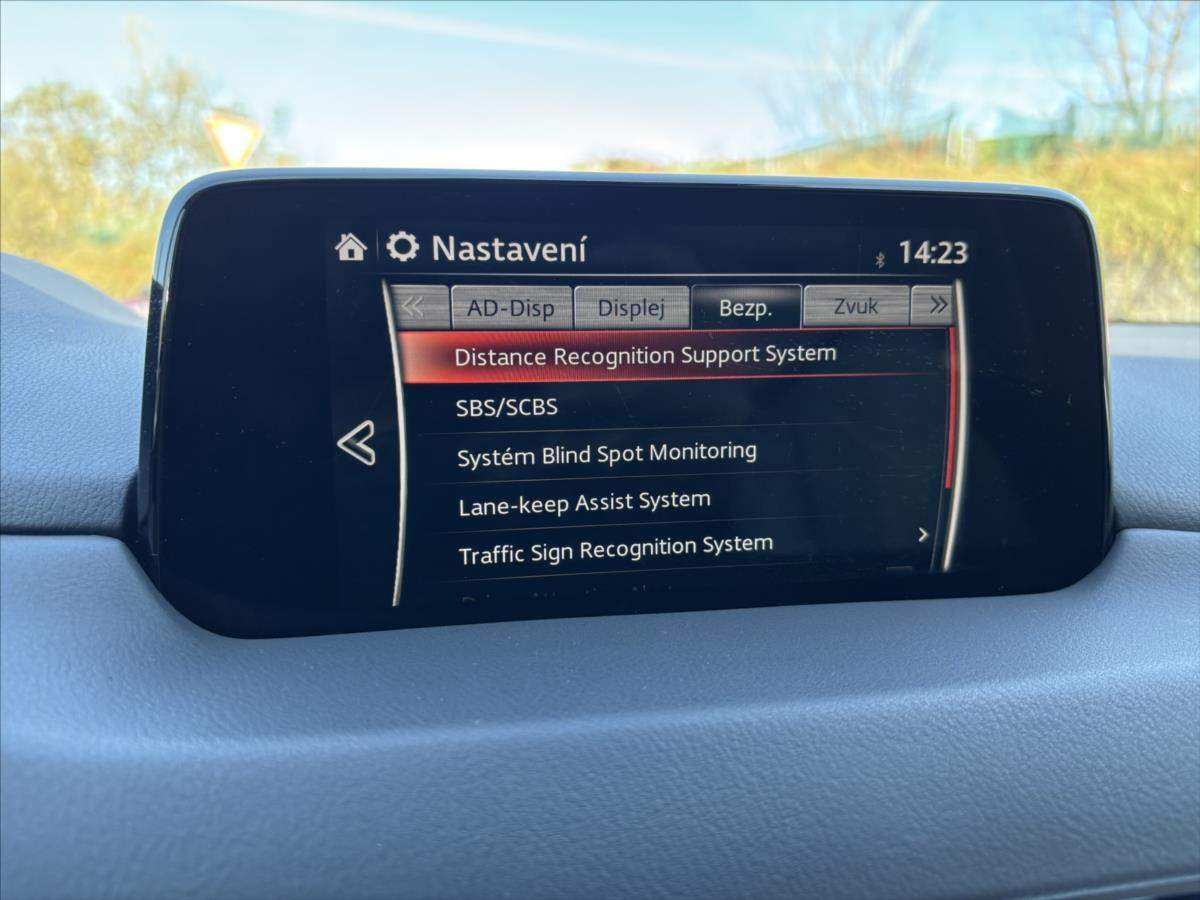 Nastavení
14:23
AD-Disp Displej Bezp. Zvuk
Distance Recognition Support System
SBS/SCBS
Systém Blind Spot Monitoring
Lane-keep Assist System
Traffic Sign Recognition System